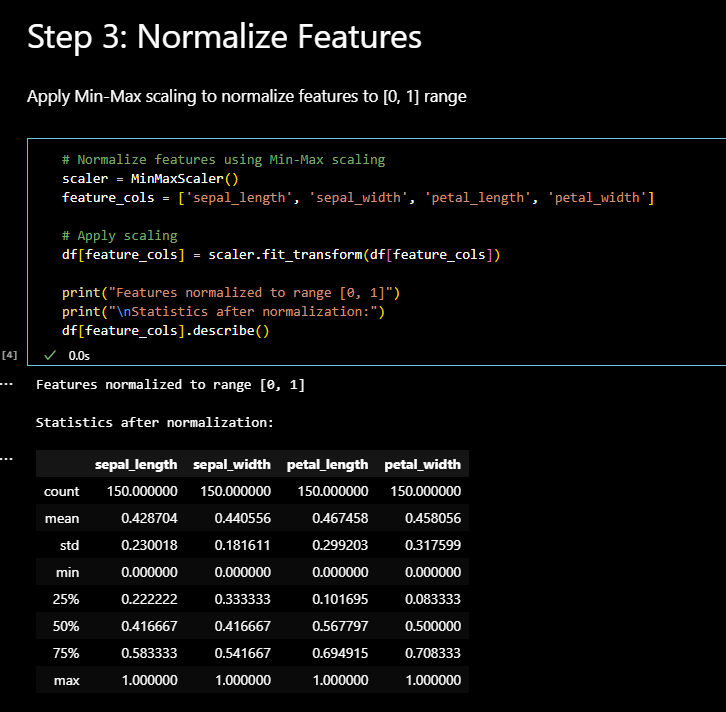 Step 3: Normalize Features
Apply Min-Max scaling to normalize features to [0, 1] range
# Normalize features using Min-Max scaling
scaler = MinMaxScaler()
feature_cols = ['sepal_length', 'sepal_width', 'petal_length', 'petal_width']
# Apply scaling
df[feature_cols] = scaler.fit_transform(df[feature_cols])
print("Features normalized to range [0, 1]")
print("\nStatistics after normalization:")
df[feature_cols].describe()
[4] ✓ 0.0s
... Features normalized to range [0, 1]
Statistics after normalization:
...
sepal_length sepal_width petal_length petal_width
count 150.000000 150.000000 150.000000 150.000000
mean 0.428704 0.440556 0.467458 0.458056
std 0.230018 0.181611 0.299203 0.317599
min 0.000000 0.000000 0.000000 0.000000
25% 0.222222 0.333333 0.101695 0.083333
50% 0.416667 0.416667 0.567797 0.500000
75% 0.583333 0.541667 0.694915 0.708333
max 1.000000 1.000000 1.000000 1.000000